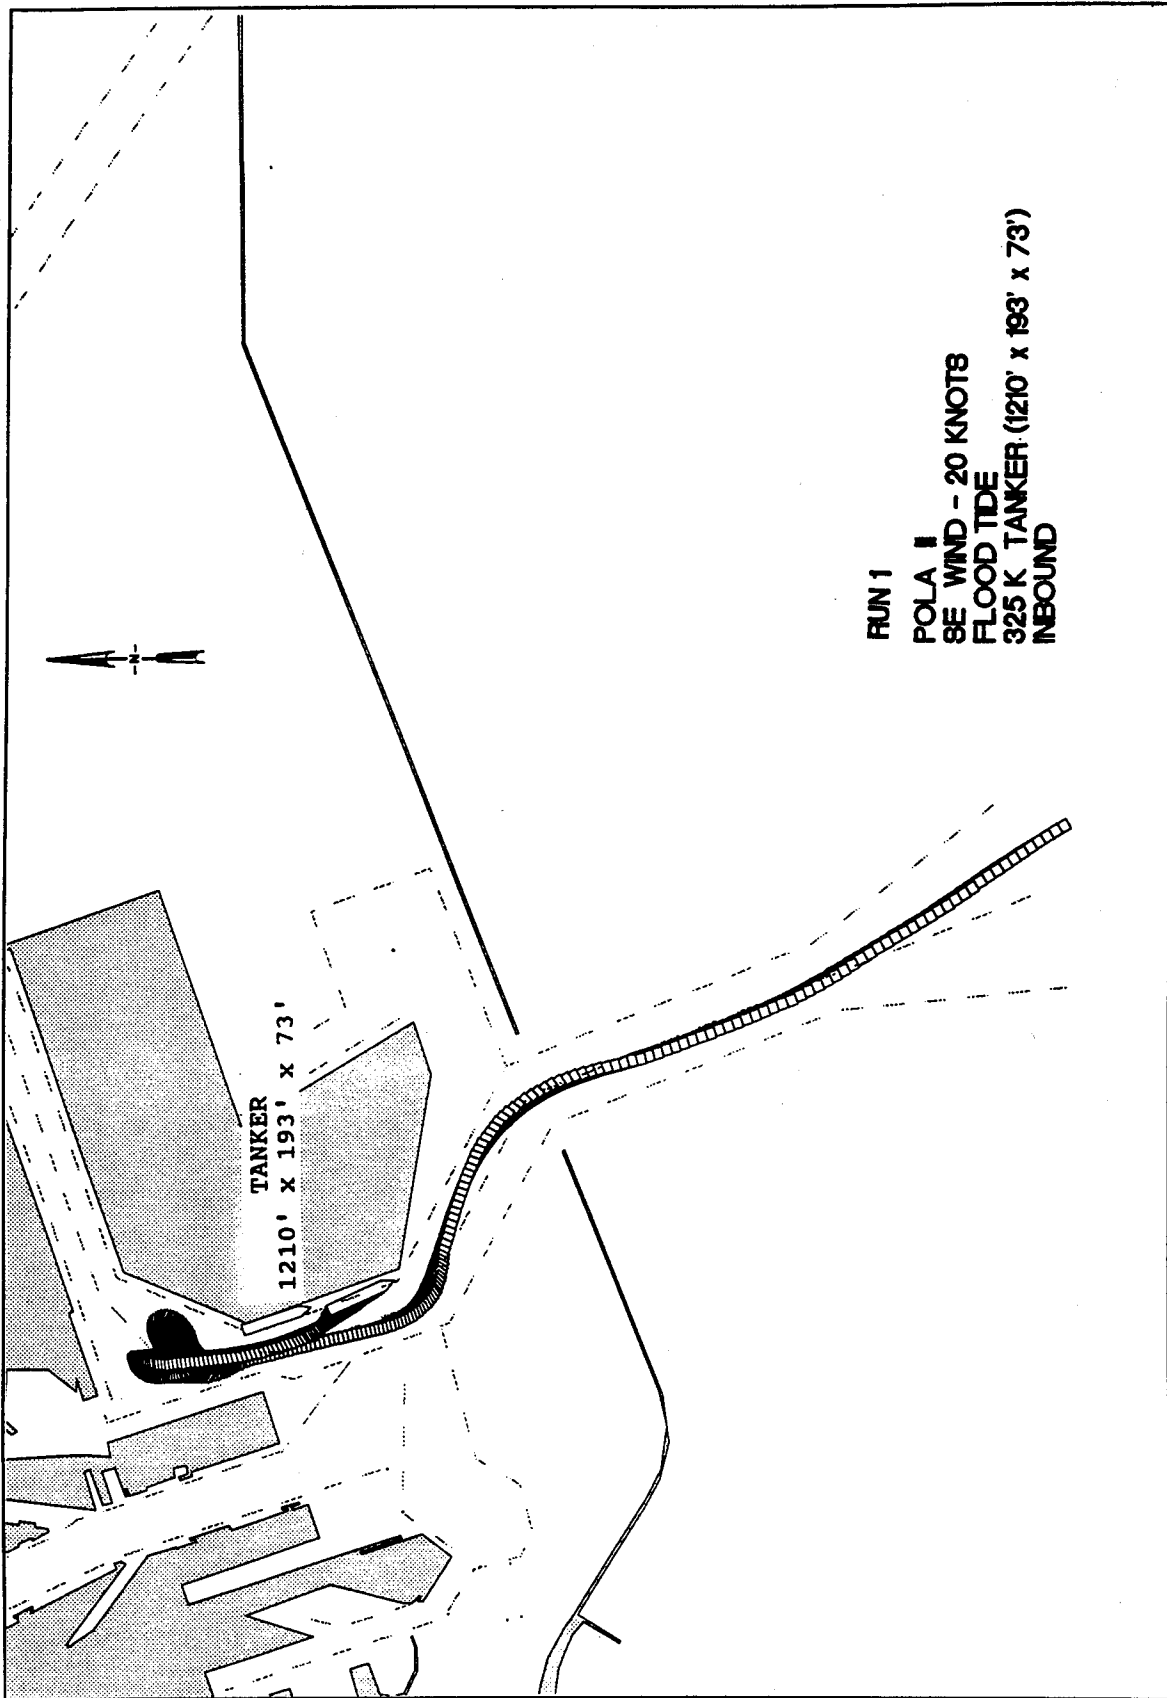 N
TANKER
1210' x 193' x 73'
RUN 1
POLA II
SE WIND - 20 KNOTS
FLOOD TIDE
325 K TANKER (1210' x 193' x 73')
INBOUND